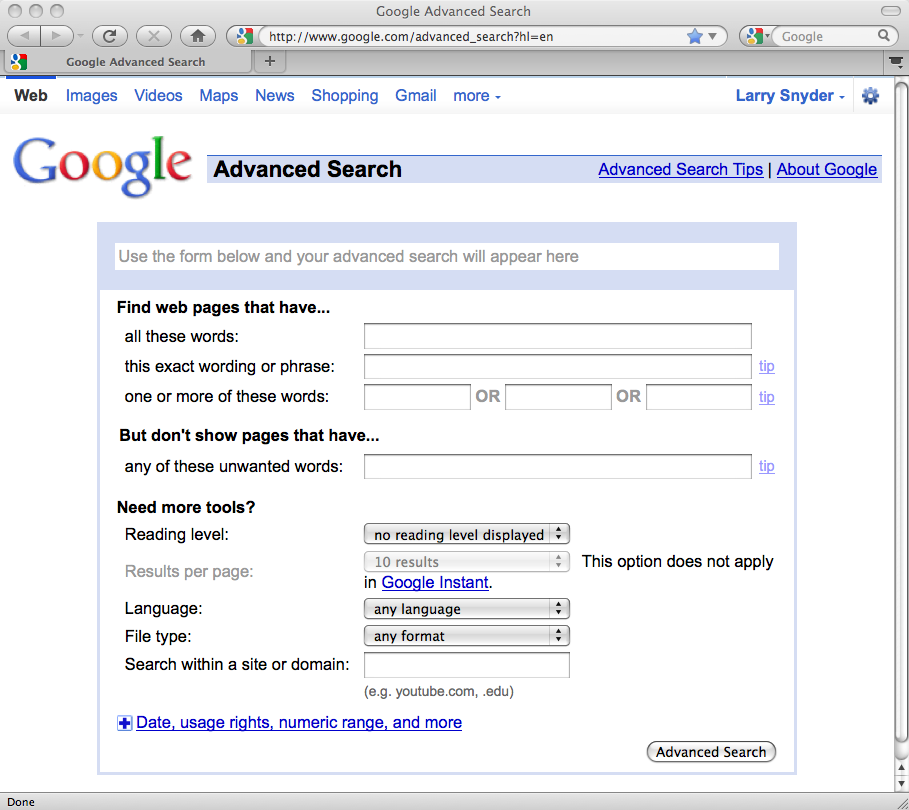 Google Advanced Search
http://www.google.com/advanced_search?hl=en
Google
Google Advanced Search
Web Images Videos Maps News Shopping Gmail more
Larry Snyder
Google
Advanced Search
Advanced Search Tips | About Google
Use the form below and your advanced search will appear here
Find web pages that have...
all these words:
this exact wording or phrase: tip
one or more of these words: OR OR tip
But don't show pages that have...
any of these unwanted words: tip
Need more tools?
Reading level: no reading level displayed
Results per page: 10 results This option does not apply
in Google Instant.
Language: any language
File type: any format
Search within a site or domain:
(e.g. youtube.com, .edu)
Date, usage rights, numeric range, and more
Advanced Search
Done